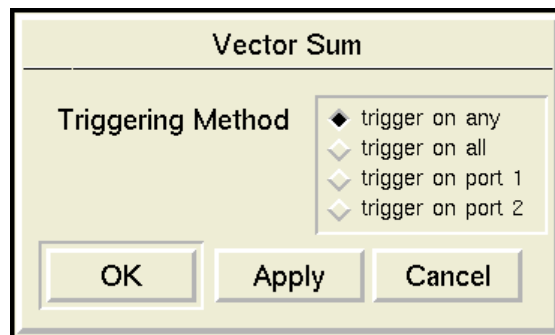 Vector Sum
Triggering Method
trigger on any
trigger on all
trigger on port 1
trigger on port 2
OK Apply Cancel